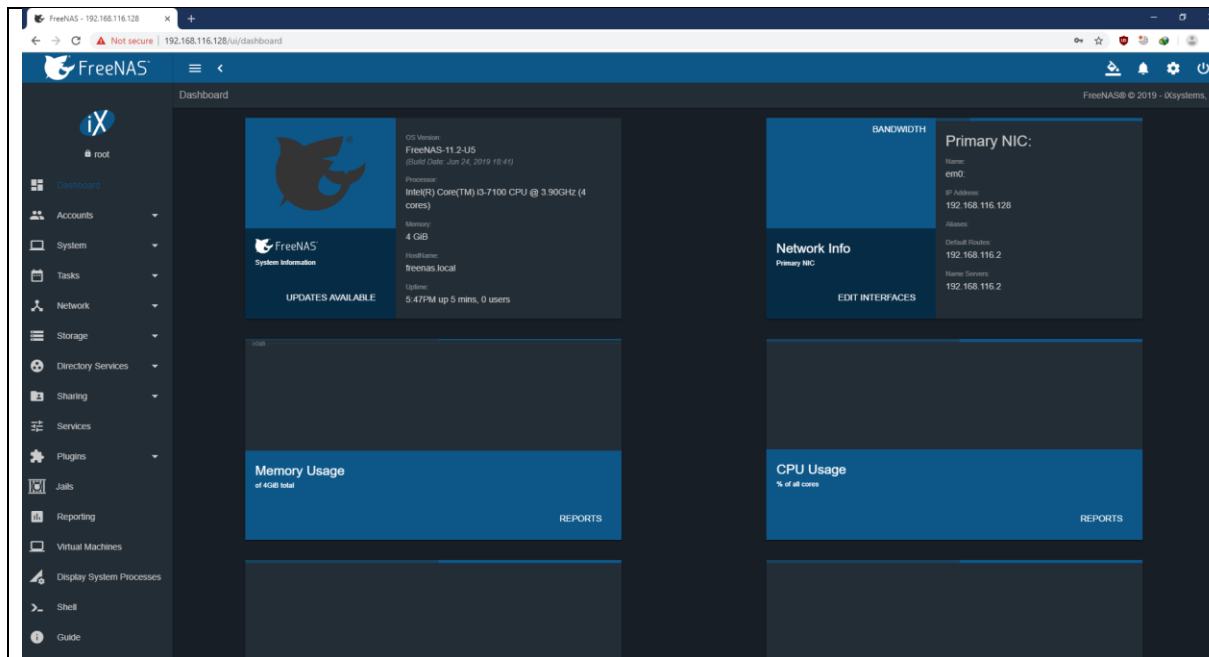 FreeNAS - 192.168.116.128
Not secure
192.168.116.128/ui/dashboard
FreeNAS
Dashboard
FreeNAS® © 2019 - iXsystems,
iX
root
Dashboard
Accounts
System
Tasks
Network
Storage
Directory Services
Sharing
Services
Plugins
Jails
Reporting
Virtual Machines
Display System Processes
Shell
Guide
FreeNAS
System Information
UPDATES AVAILABLE
OS Version:
FreeNAS-11.2-U5
(Build Date: Jun 24, 2019 18:41)
Processor:
Intel(R) Core(TM) i3-7100 CPU @ 3.90GHz (4
cores)
Memory:
4 GiB
HostName:
freenas.local
Uptime:
5:47PM up 5 mins, 0 users
BANDWIDTH
Network Info
Primary NIC
EDIT INTERFACES
Primary NIC:
Name:
em0:
IP Address:
192.168.116.128
Aliases:
Default Routes:
192.168.116.2
Name Servers:
192.168.116.2
Memory Usage
of 4GiB total
REPORTS
CPU Usage
% of all cores
REPORTS